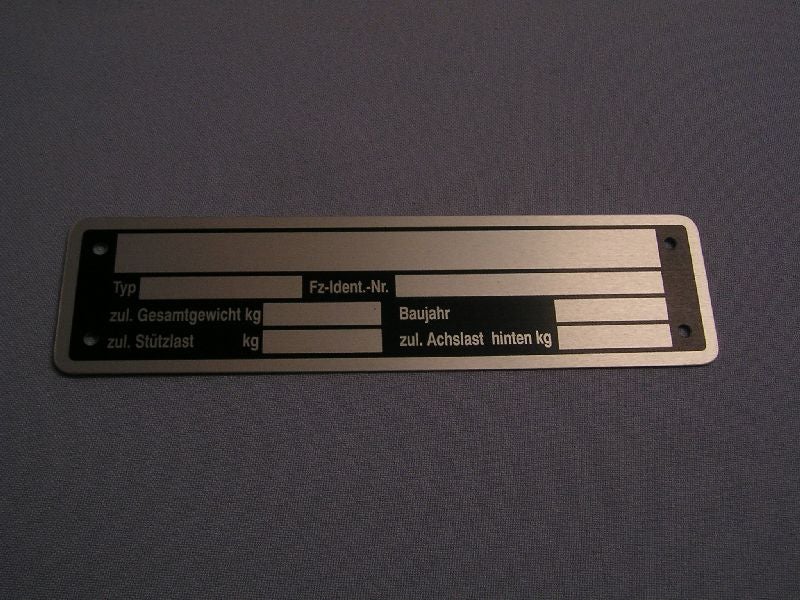 Typ Fz-Ident.-Nr.
zul. Gesamtgewicht kg Baujahr
zul. Stützlast kg zul. Achslast hinten kg